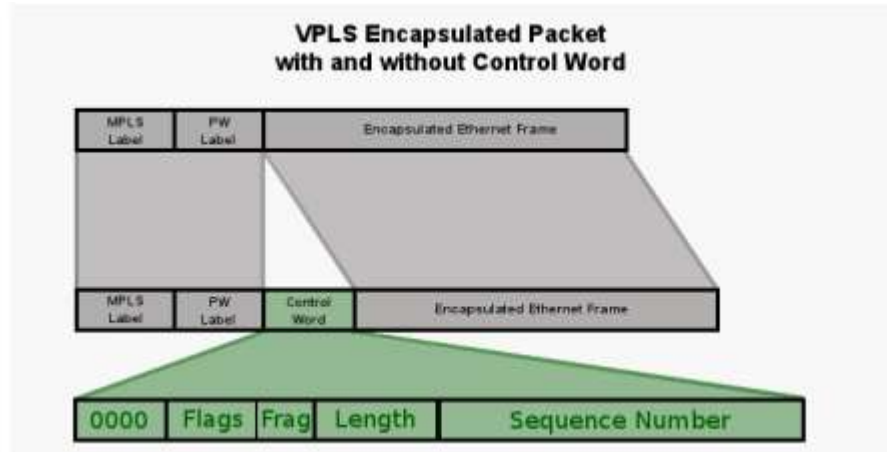 VPLS Encapsulated Packet
with and without Control Word
MPLS Label PW Label Encapsulated Ethernet Frame
MPLS Label PW Label Control Word Encapsulated Ethernet Frame
0000 Flags Frag Length Sequence Number